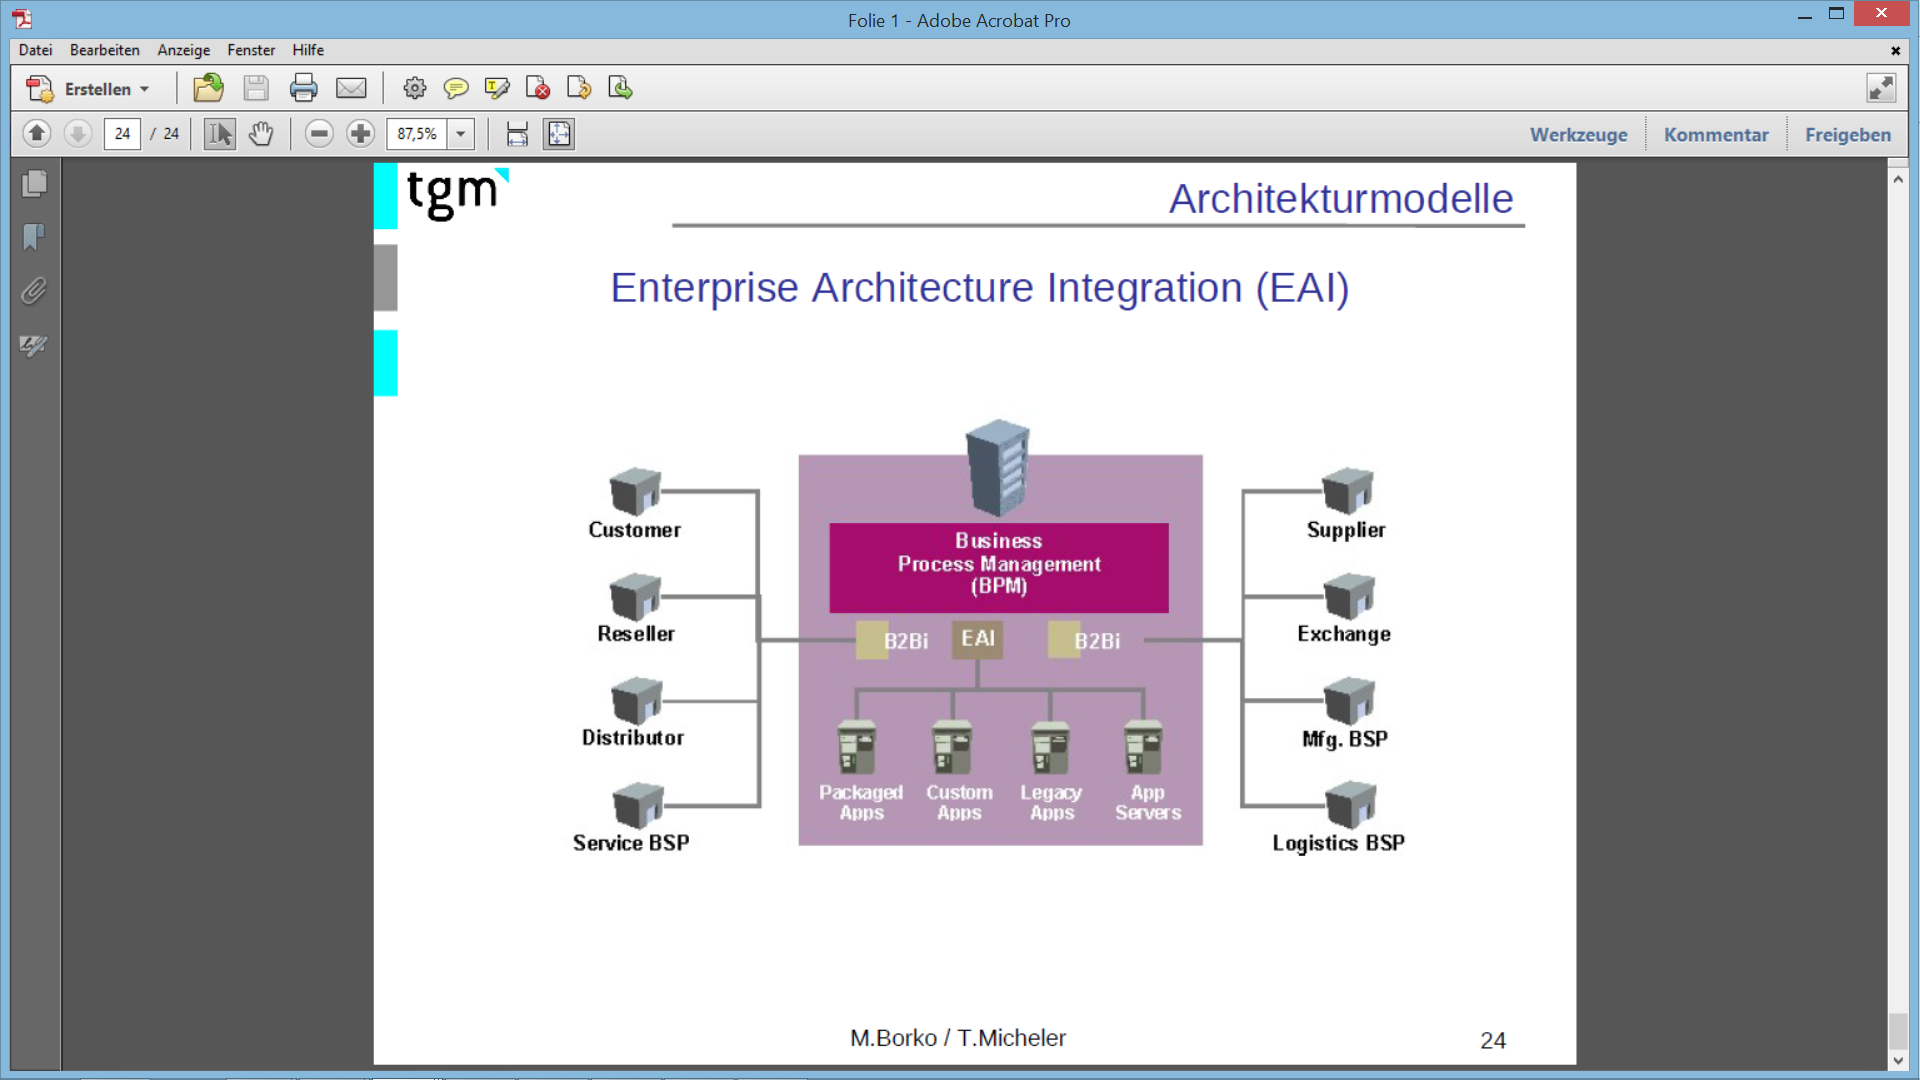 Folie 1 - Adobe Acrobat Pro
Datei Bearbeiten Anzeige Fenster Hilfe
Erstellen
24 / 24 87,5% Werkzeuge Kommentar Freigeben
tgm
Architekturmodelle
Enterprise Architecture Integration (EAI)
Customer
Reseller
Distributor
Service BSP
Business
Process Management
(BPM)
B2Bi EAI B2Bi
Packaged
Apps
Custom
Apps
Legacy
Apps
App
Servers
Supplier
Exchange
Mfg. BSP
Logistics BSP
M.Borko / T.Micheler
24